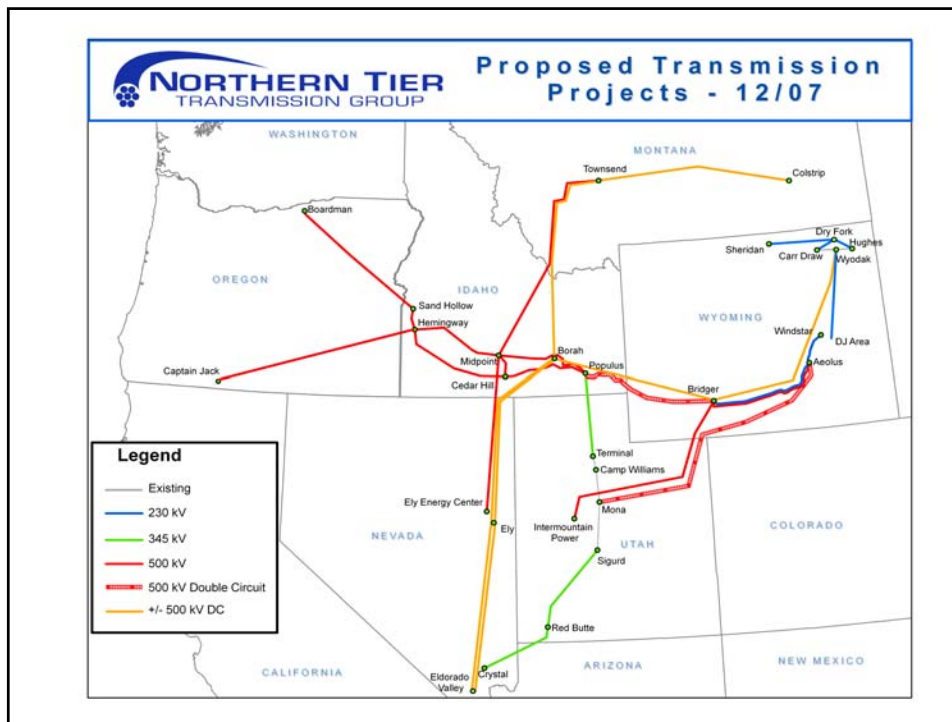 NORTHERN TIER
TRANSMISSION GROUP
Proposed Transmission
Projects - 12/07
WASHINGTON
MONTANA
Townsend
Colstrip
Boardman
Dry Fork
Hughes
Sheridan
Carr Draw
Wyodak
OREGON
IDAHO
Sand Hollow
WYOMING
Hemingway
Windstar
DJ Area
Midpoint
Borah
Aeolus
Captain Jack
Populus
Cedar Hill
Bridger
Legend
Existing
230 kV
345 kV
500 kV
500 kV Double Circuit
+/- 500 kV DC
Terminal
Camp Williams
Ely Energy Center
Mona
Ely
Intermountain
Power
NEVADA
UTAH
COLORADO
Sigurd
Red Butte
CALIFORNIA
Eldorado
Valley
Crystal
ARIZONA
NEW MEXICO